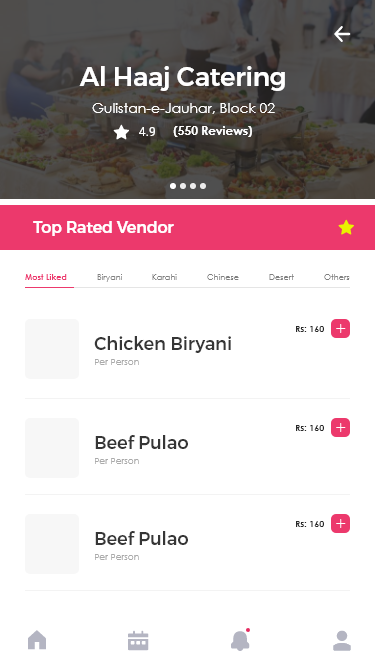 Al Haaj Catering
Gulistan-e-Jauhar, Block 02
4.9 (550 Reviews)
Top Rated Vendor
Most Liked Biryani Karahi Chinese Desert Others
Rs: 160
Chicken Biryani
Per Person
Rs: 160
Beef Pulao
Per Person
Rs: 160
Beef Pulao
Per Person